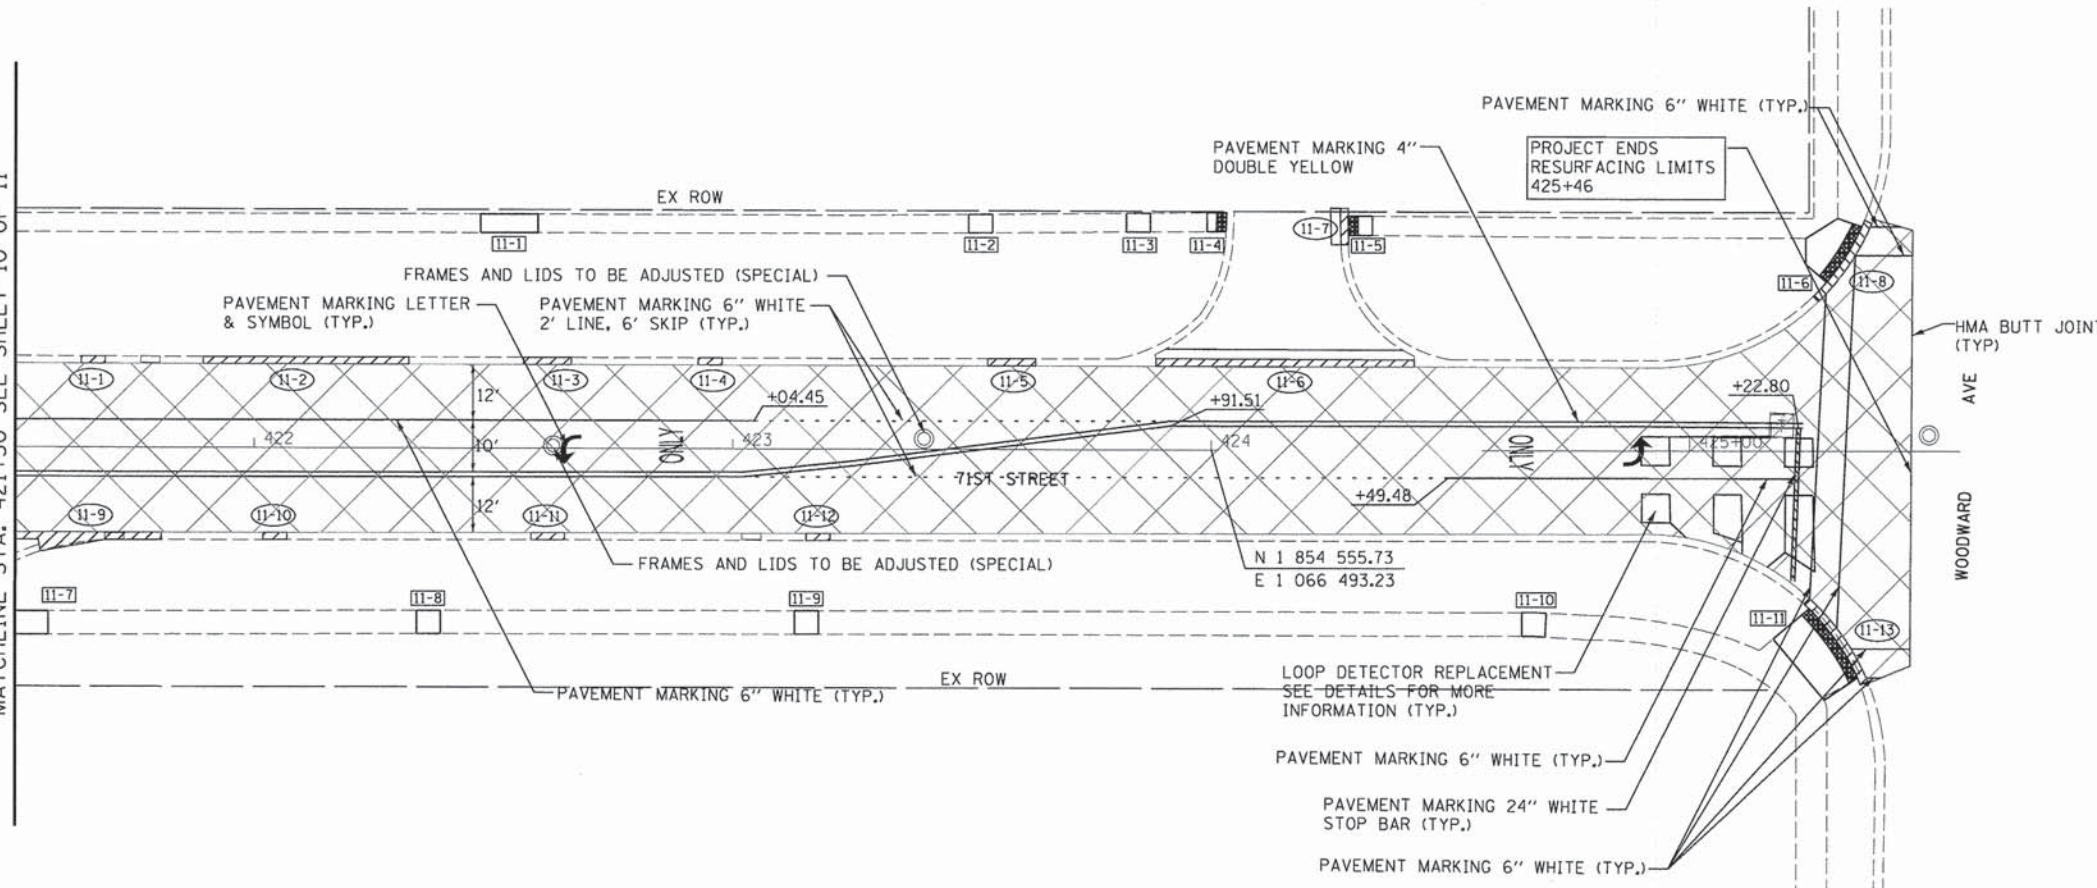 PAVEMENT MARKING 6" WHITE (TYP.)
PROJECT ENDS
RESURFACING LIMITS
425+46
PAVEMENT MARKING 4"
DOUBLE YELLOW
EX ROW
11-1
11-2
11-3
11-4
11-7
11-5
11-6
11-8
FRAMES AND LIDS TO BE ADJUSTED (SPECIAL)
PAVEMENT MARKING LETTER
& SYMBOL (TYP.)
PAVEMENT MARKING 6" WHITE
2' LINE, 6' SKIP (TYP.)
HMA BUTT JOINT
(TYP)
11-1
11-2
11-3
11-4
11-5
11-6
12'
+04.45
+91.51
+22.80
422
10'
ONLY
423
424
ONLY
425+00
71ST STREET
+49.48
12'
11-9
11-10
11-11
11-12
WOODWARD AVE
FRAMES AND LIDS TO BE ADJUSTED (SPECIAL)
N 1 854 555.73
E 1 066 493.23
11-7
11-8
11-9
11-10
11-11
11-13
PAVEMENT MARKING 6" WHITE (TYP.)
EX ROW
LOOP DETECTOR REPLACEMENT
SEE DETAILS FOR MORE
INFORMATION (TYP.)
PAVEMENT MARKING 6" WHITE (TYP.)
PAVEMENT MARKING 24" WHITE
STOP BAR (TYP.)
PAVEMENT MARKING 6" WHITE (TYP.)